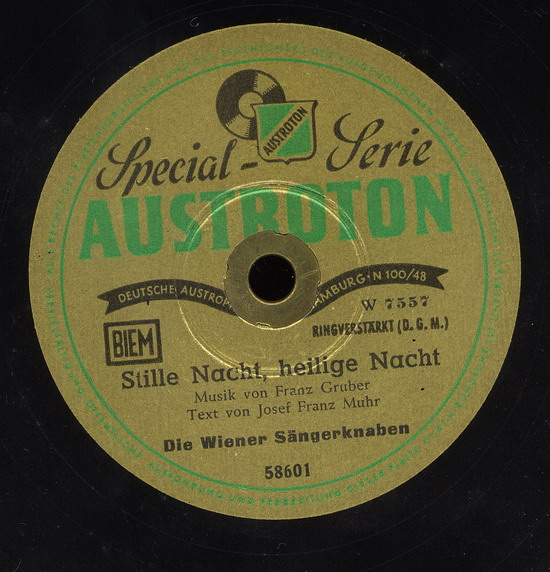 AUSTROTON
Special- Serie
AUSTROTON
DEUTSCHE AUSTROP MBURG · N 100/48
W 7557
RINGVERSTÄRKT (D. G. M.)
BIEM
Stille Nacht, heilige Nacht
Musik von Franz Gruber
Text von Josef Franz Muhr
Die Wiener Sängerknaben
58601